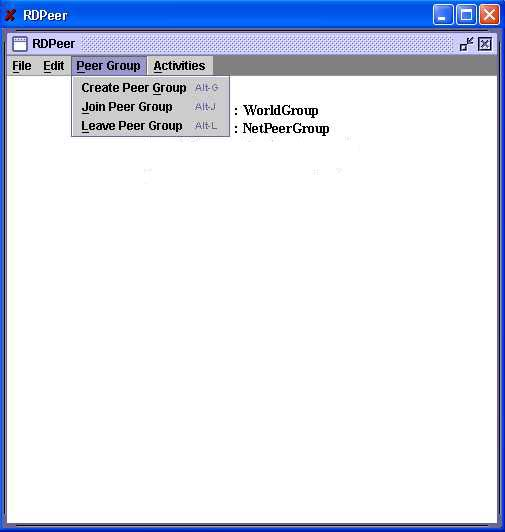 RDPeer
RDPeer
File Edit Peer Group Activities
Create Peer Group Alt-G
Join Peer Group Alt-J
Leave Peer Group Alt-L
: WorldGroup
: NetPeerGroup